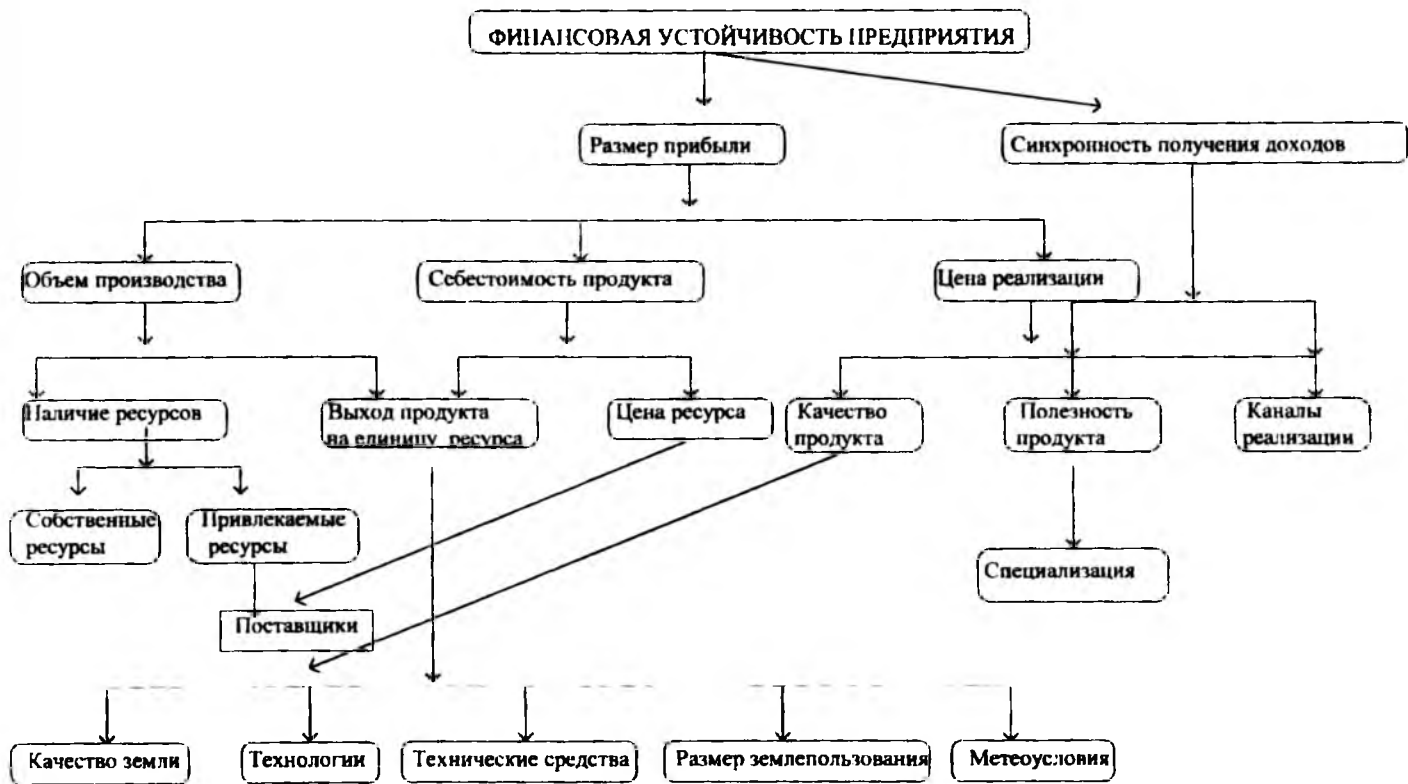 ФИНАНСОВАЯ УСТОЙЧИВОСТЬ ПРЕДПРИЯТИЯ
Размер прибыли
Синхронность получения доходов
Объем производства
Себестоимость продукта
Цена реализации
Наличие ресурсов
Выход продукта
на единицу ресурса
Цена ресурса
Качество
продукта
Полезность
продукта
Каналы
реализации
Собственные
ресурсы
Привлекаемые
ресурсы
Специализация
Поставщики
Качество земли
Технологии
Технические средства
Размер землепользования
Метеоусловия